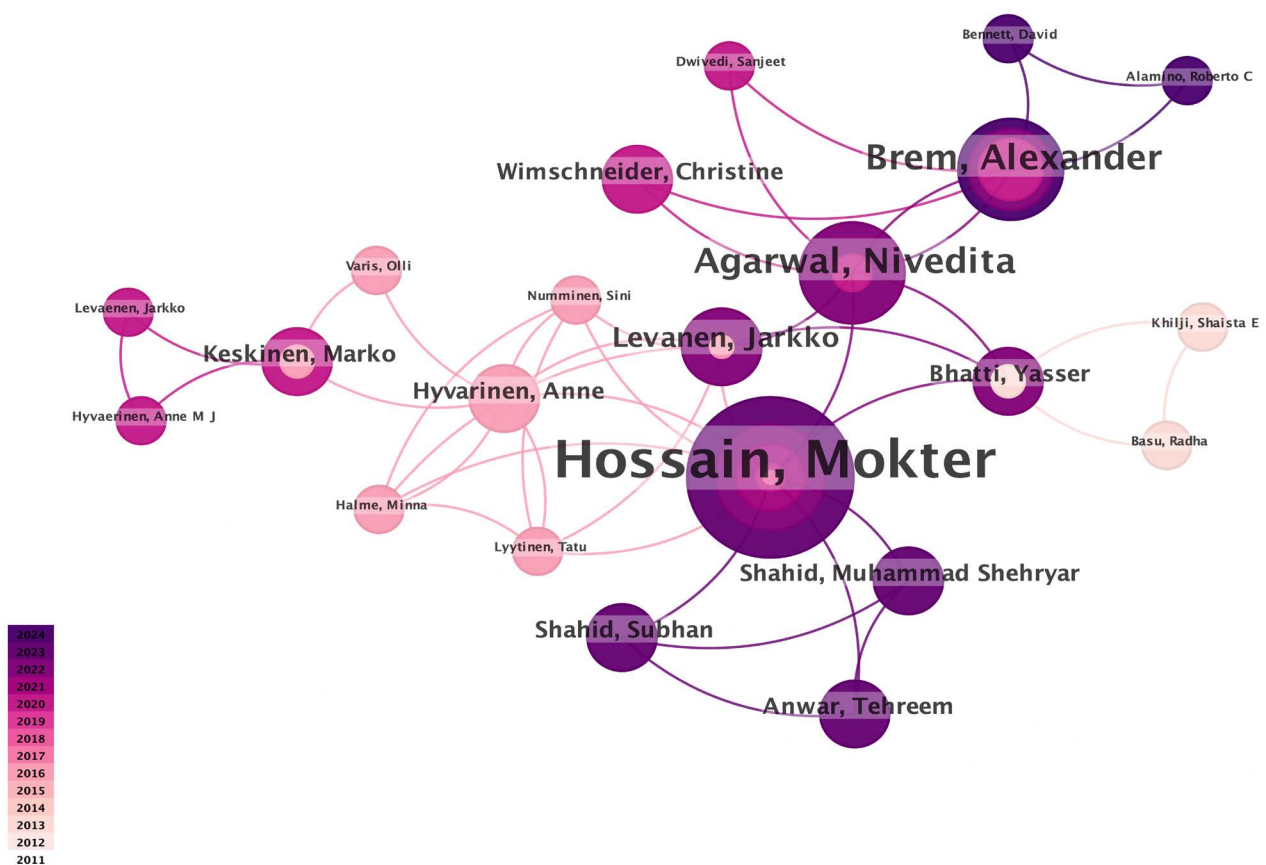 Bennett, David
Dwivedi, Sanjeet
Alamino, Roberto C
Brem, Alexander
Wimschneider, Christine
Agarwal, Nivedita
Varis, Olli
Numminen, Sini
Levaenen, Jarkko
Khilji, Shaista E
Levanen, Jarkko
Keskinen, Marko
Bhatti, Yasser
Hyvarinen, Anne
Hyvaerinen, Anne M J
Basu, Radha
Hossain, Mokter
Halme, Minna
Lyytinen, Tatu
Shahid, Muhammad Shehryar
Shahid, Subhan
Anwar, Tehreem
2024
2023
2022
2021
2020
2019
2018
2017
2016
2015
2014
2013
2012
2011